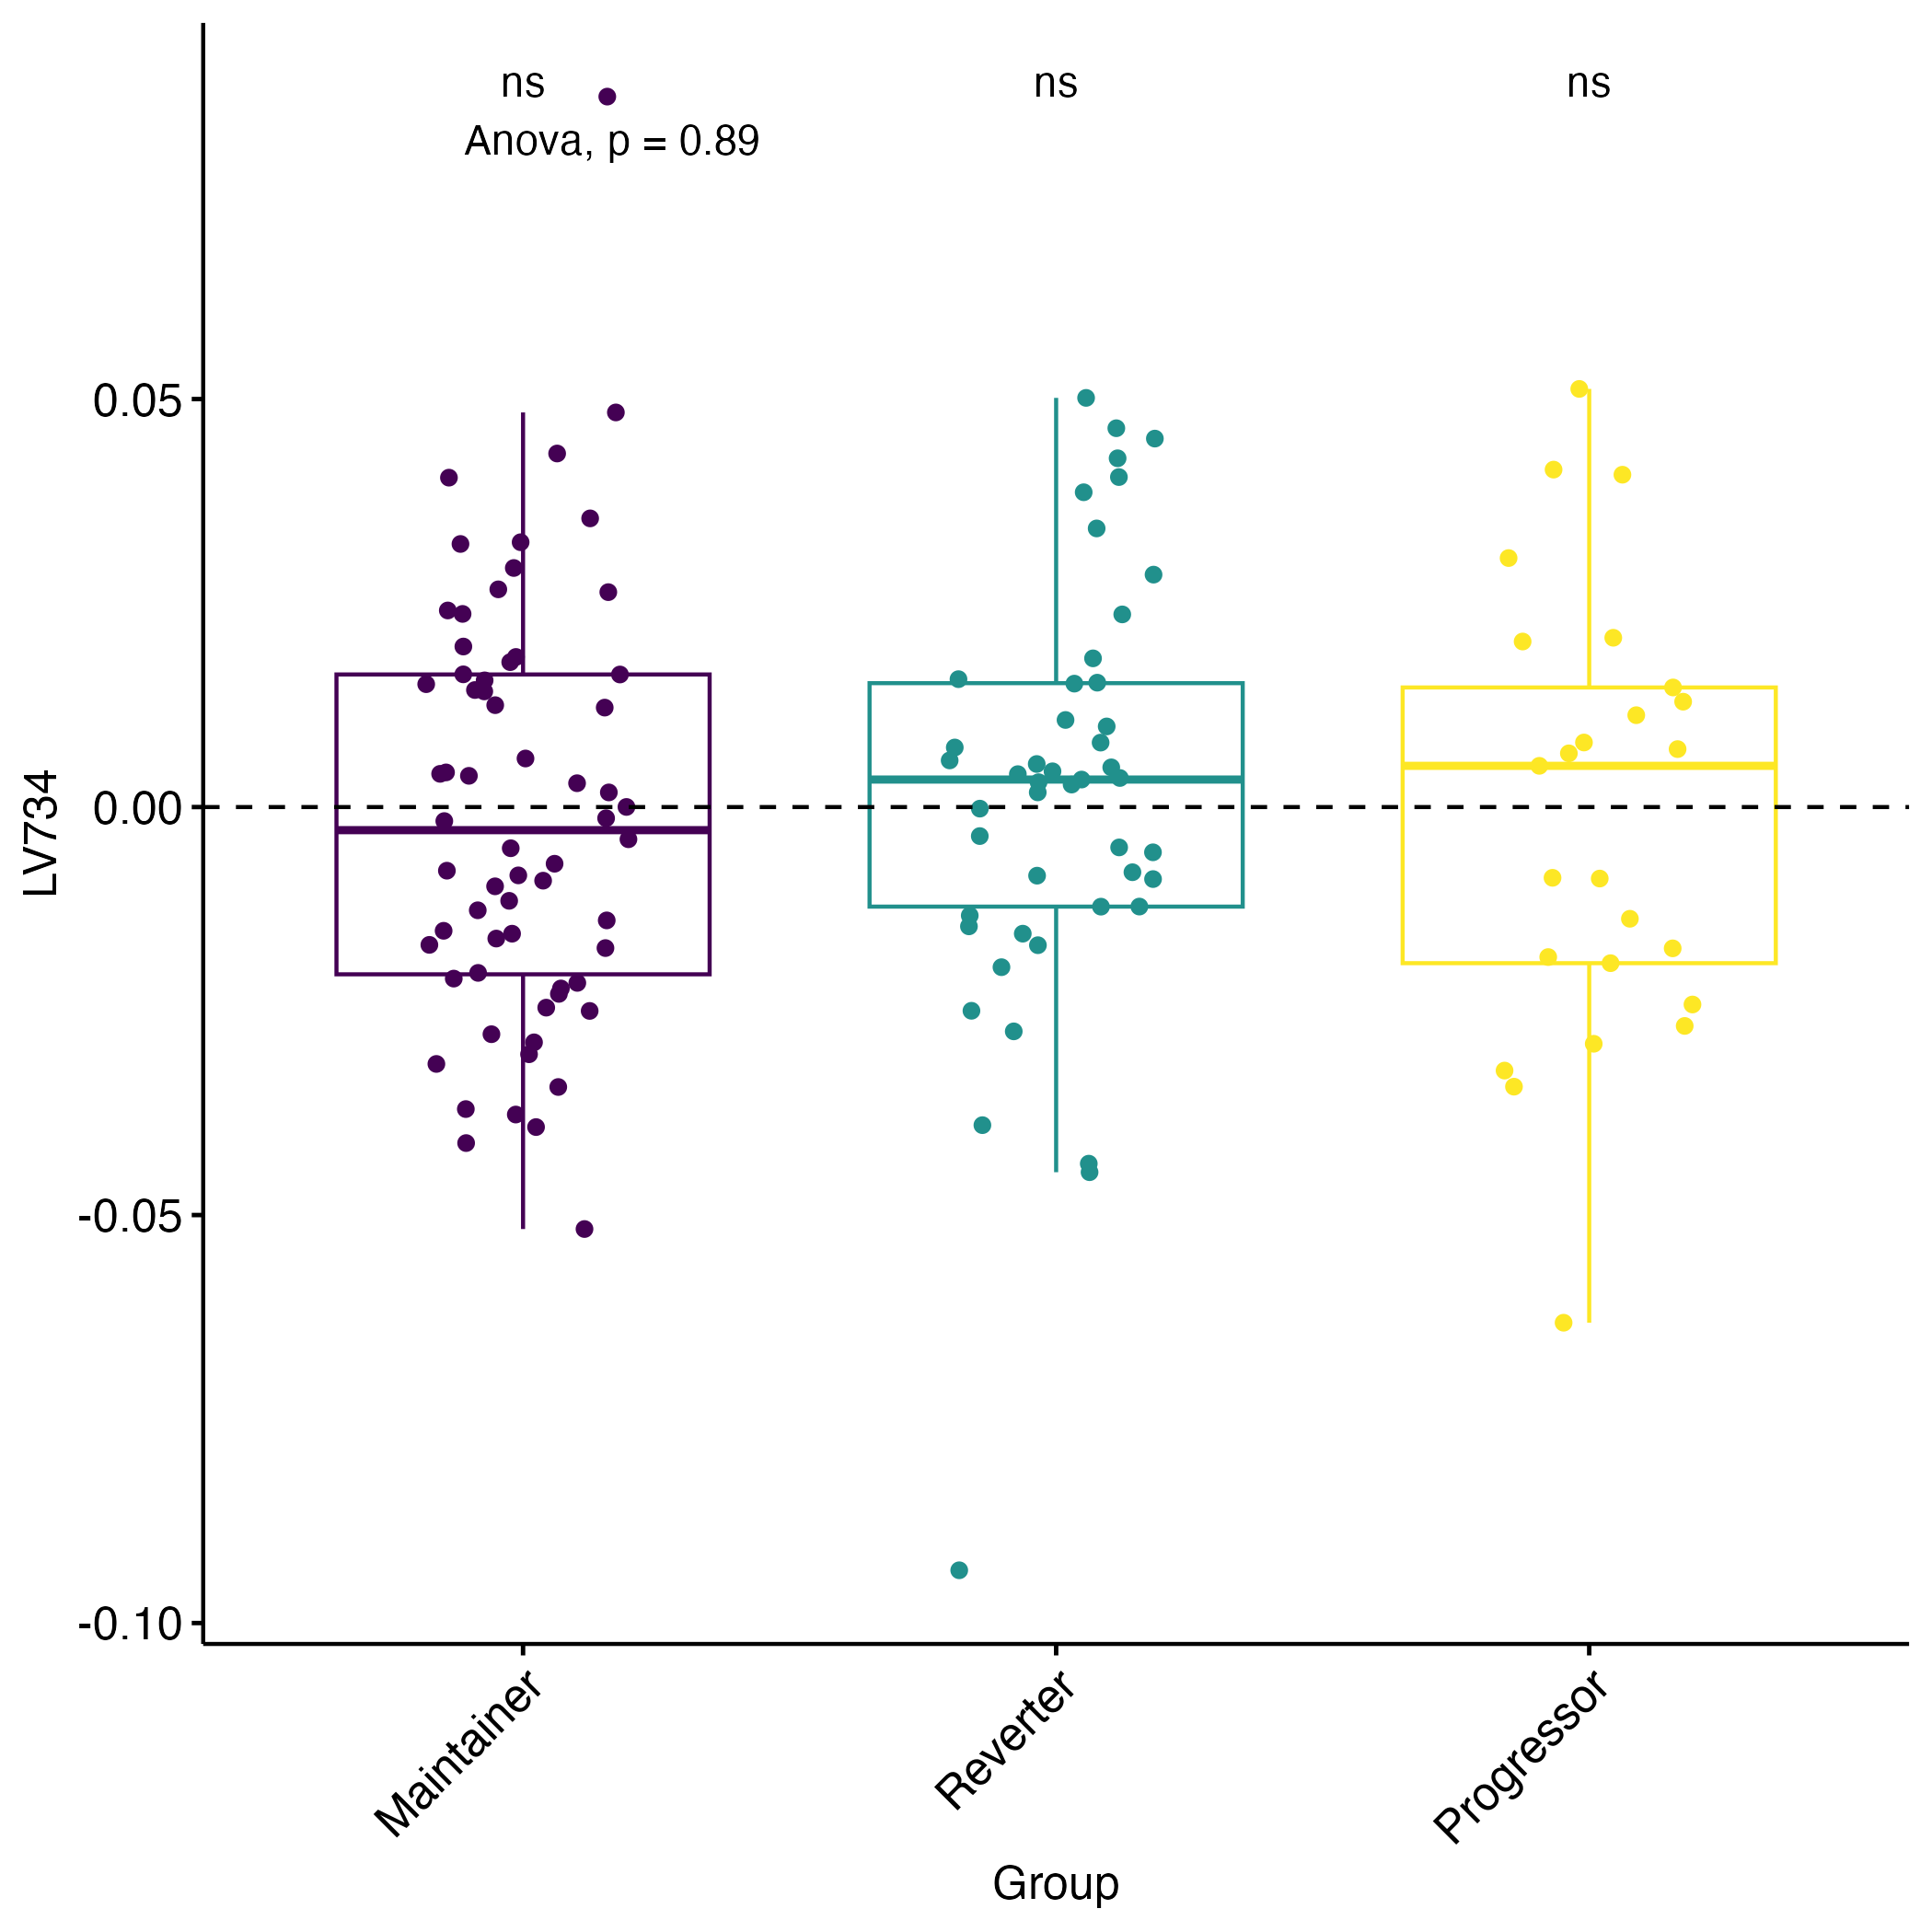 ns ns ns
Anova, p = 0.89
0.05
0.00
-0.05
-0.10
LV734
Maintainer
Reverter
Progressor
Group